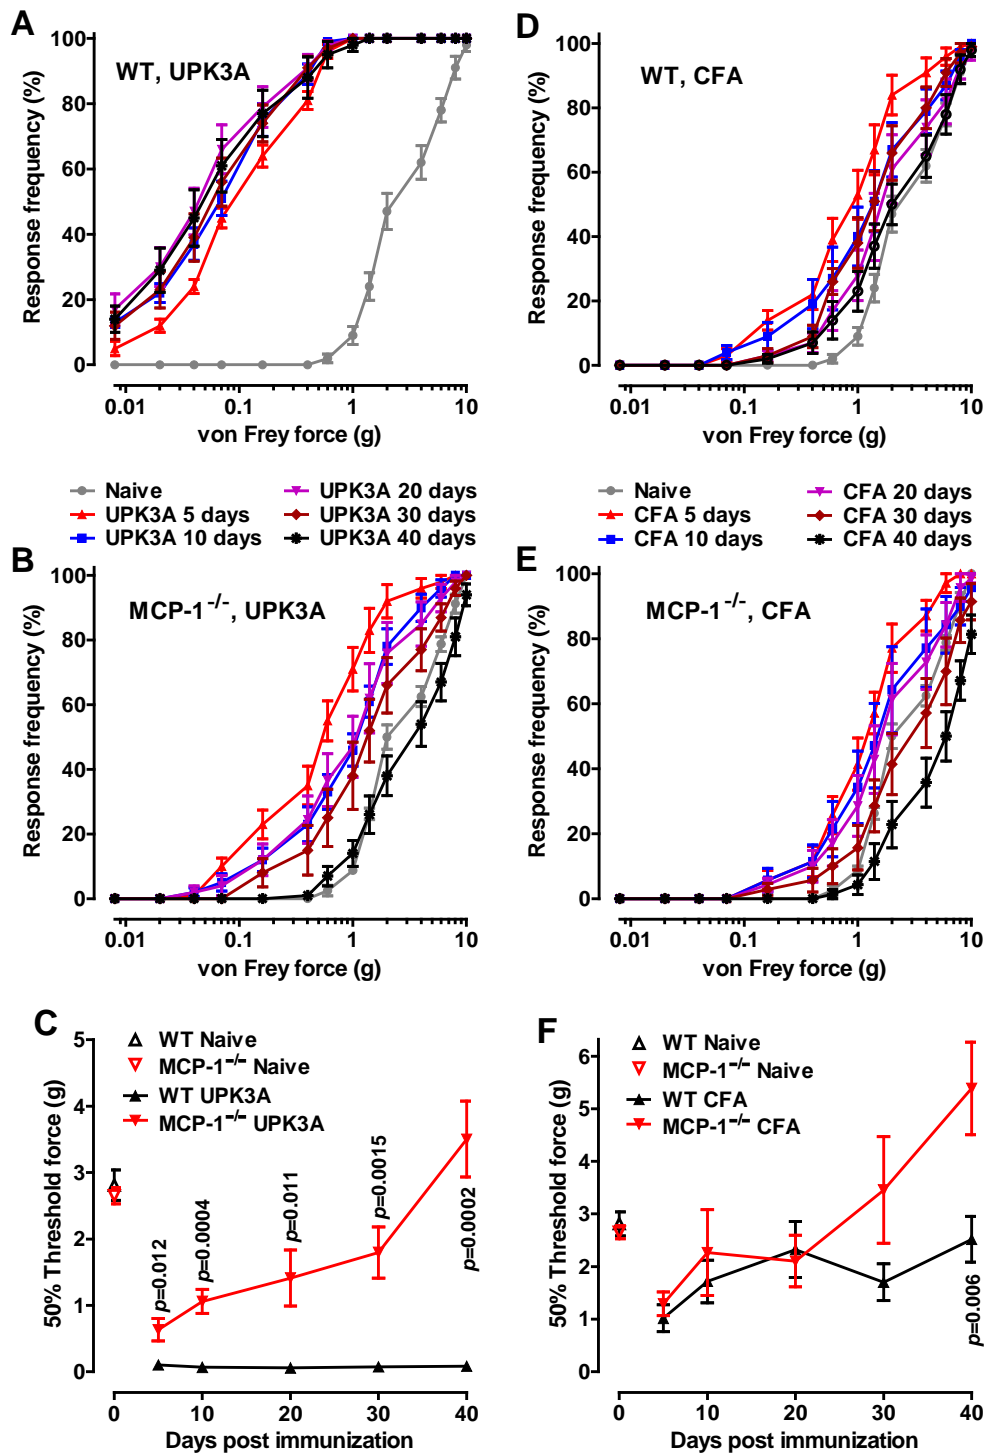 A
WT, UPK3A
Response frequency (%)
100
80
60
40
20
0
0.01
0.1
1
10
von Frey force (g)
D
WT, CFA
Response frequency (%)
100
80
60
40
20
0
0.01
0.1
1
10
von Frey force (g)
Naive
UPK3A 5 days
UPK3A 10 days
UPK3A 20 days
UPK3A 30 days
UPK3A 40 days
Naive
CFA 5 days
CFA 10 days
CFA 20 days
CFA 30 days
CFA 40 days
B
MCP-1⁻/⁻, UPK3A
Response frequency (%)
100
80
60
40
20
0
0.01
0.1
1
10
von Frey force (g)
E
MCP-1⁻/⁻, CFA
Response frequency (%)
100
80
60
40
20
0
0.01
0.1
1
10
von Frey force (g)
C
WT Naive
MCP-1⁻/⁻ Naive
WT UPK3A
MCP-1⁻/⁻ UPK3A
50% Threshold force (g)
5
4
3
2
1
0
p=0.012
p=0.0004
p=0.011
p=0.0015
p=0.0002
0
10
20
30
40
Days post immunization
F
WT Naive
MCP-1⁻/⁻ Naive
WT CFA
MCP-1⁻/⁻ CFA
50% Threshold force (g)
6
5
4
3
2
1
0
p=0.006
0
10
20
30
40
Days post immunization